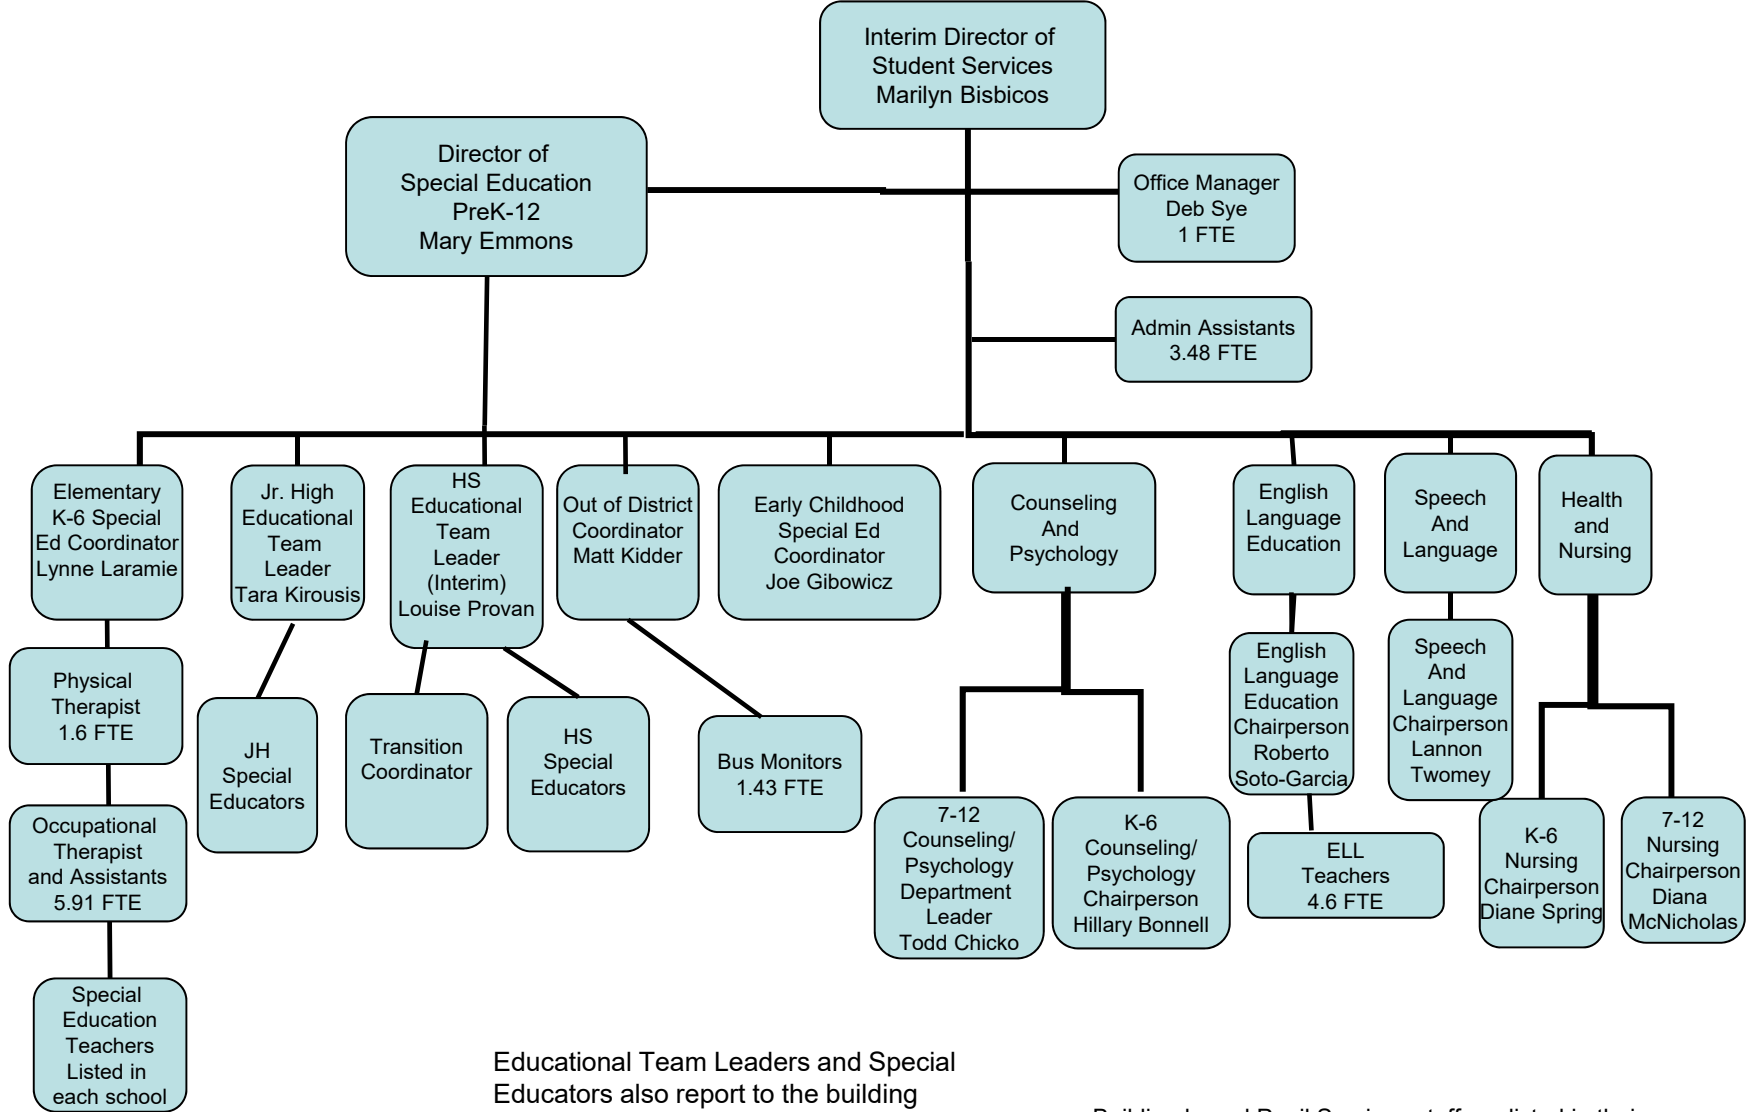 Interim Director of
Student Services
Marilyn Bisbicos
Director of
Special Education
PreK-12
Mary Emmons
Office Manager
Deb Sye
1 FTE
Admin Assistants
3.48 FTE
Elementary
K-6 Special
Ed Coordinator
Lynne Laramie
Jr. High
Educational
Team
Leader
Tara Kirousis
HS
Educational
Team
Leader
(Interim)
Louise Provan
Out of District
Coordinator
Matt Kidder
Early Childhood
Special Ed
Coordinator
Joe Gibowicz
Counseling
And
Psychology
English
Language
Education
Speech
And
Language
Health
and
Nursing
Physical
Therapist
1.6 FTE
JH
Special
Educators
Transition
Coordinator
HS
Special
Educators
Bus Monitors
1.43 FTE
English
Language
Education
Chairperson
Roberto
Soto-Garcia
Speech
And
Language
Chairperson
Lannon
Twomey
Occupational
Therapist
and Assistants
5.91 FTE
7-12
Counseling/
Psychology
Department
Leader
Todd Chicko
K-6
Counseling/
Psychology
Chairperson
Hillary Bonnell
ELL
Teachers
4.6 FTE
K-6
Nursing
Chairperson
Diane Spring
7-12
Nursing
Chairperson
Diana
McNicholas
Special
Education
Teachers
Listed in
each school
Educational Team Leaders and Special
Educators also report to the building